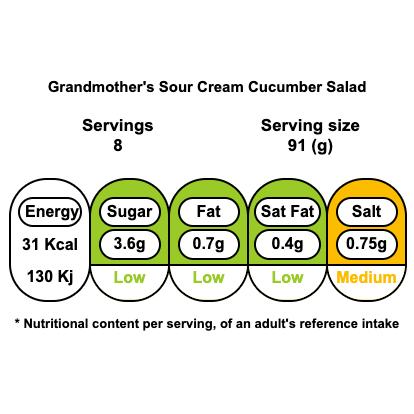 Grandmother's Sour Cream Cucumber Salad
Servings
8
Serving size
91 (g)
Energy
31 Kcal
130 Kj
Sugar
3.6g
Low
Fat
0.7g
Low
Sat Fat
0.4g
Low
Salt
0.75g
Medium
* Nutritional content per serving, of an adult's reference intake